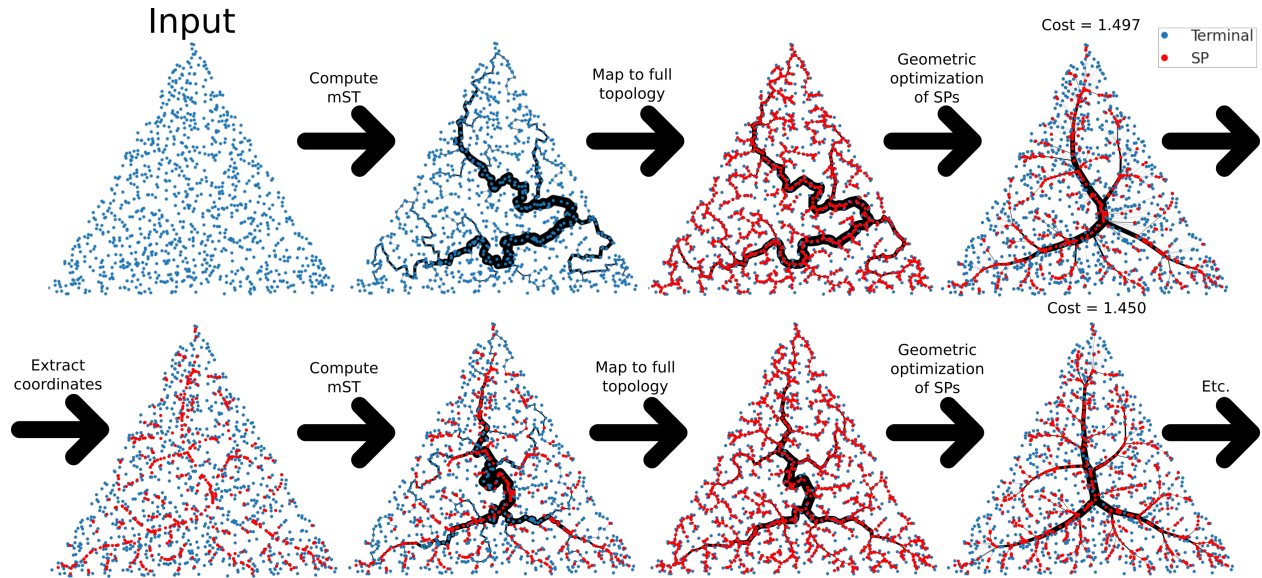 Input
Compute
mST
Map to full
topology
Geometric
optimization
of SPs
Cost = 1.497
Terminal
SP
Extract
coordinates
Compute
mST
Map to full
topology
Geometric
optimization
of SPs
Cost = 1.450
Etc.